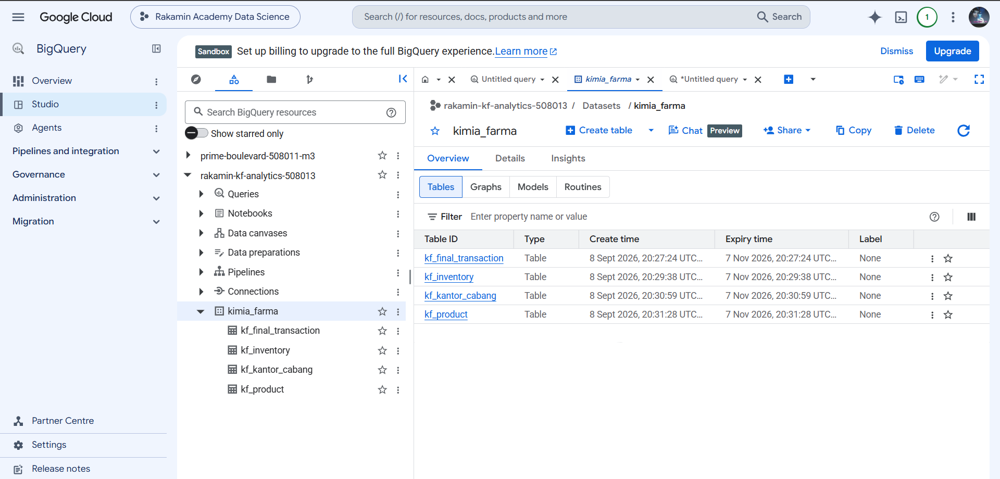 Google Cloud
Rakamin Academy Data Science
Search (/) for resources, docs, products and more
Search
1
BigQuery
Overview
Studio
Agents
Pipelines and integration
Governance
Administration
Migration
Partner Centre
Settings
Release notes
Sandbox Set up billing to upgrade to the full BigQuery experience. Learn more
Dismiss
Upgrade
Search BigQuery resources
Show starred only
prime-boulevard-508011-m3
rakamin-kf-analytics-508013
Queries
Notebooks
Data canvases
Data preparations
Pipelines
Connections
kimia_farma
kf_final_transaction
kf_inventory
kf_kantor_cabang
kf_product
Untitled query
kimia_farma
*Untitled query
rakamin-kf-analytics-508013 / Datasets / kimia_farma
kimia_farma
Create table
Chat Preview
Share
Copy
Delete
Overview Details Insights
Tables Graphs Models Routines
Filter Enter property name or value
Table ID Type Create time Expiry time Label
kf_final_transaction Table 8 Sept 2026, 20:27:24 UTC... 7 Nov 2026, 20:27:24 UTC... None
kf_inventory Table 8 Sept 2026, 20:29:38 UTC... 7 Nov 2026, 20:29:38 UTC... None
kf_kantor_cabang Table 8 Sept 2026, 20:30:59 UTC... 7 Nov 2026, 20:30:59 UTC... None
kf_product Table 8 Sept 2026, 20:31:28 UTC... 7 Nov 2026, 20:31:28 UTC... None